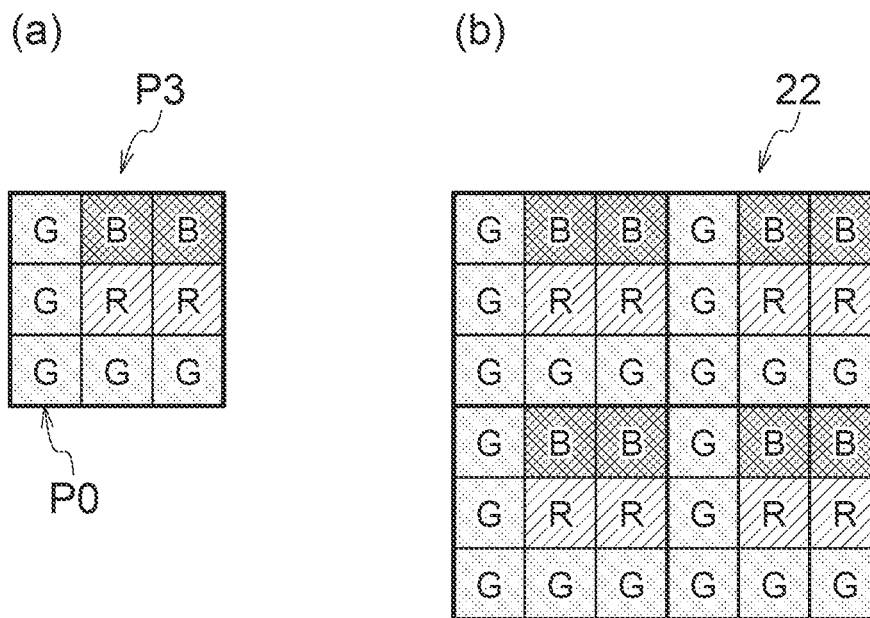 (a)
P3
G B B
G R R
G G G
P0
(b)
22
G B B G B B
G R R G R R
G G G G G G
G B B G B B
G R R G R R
G G G G G G